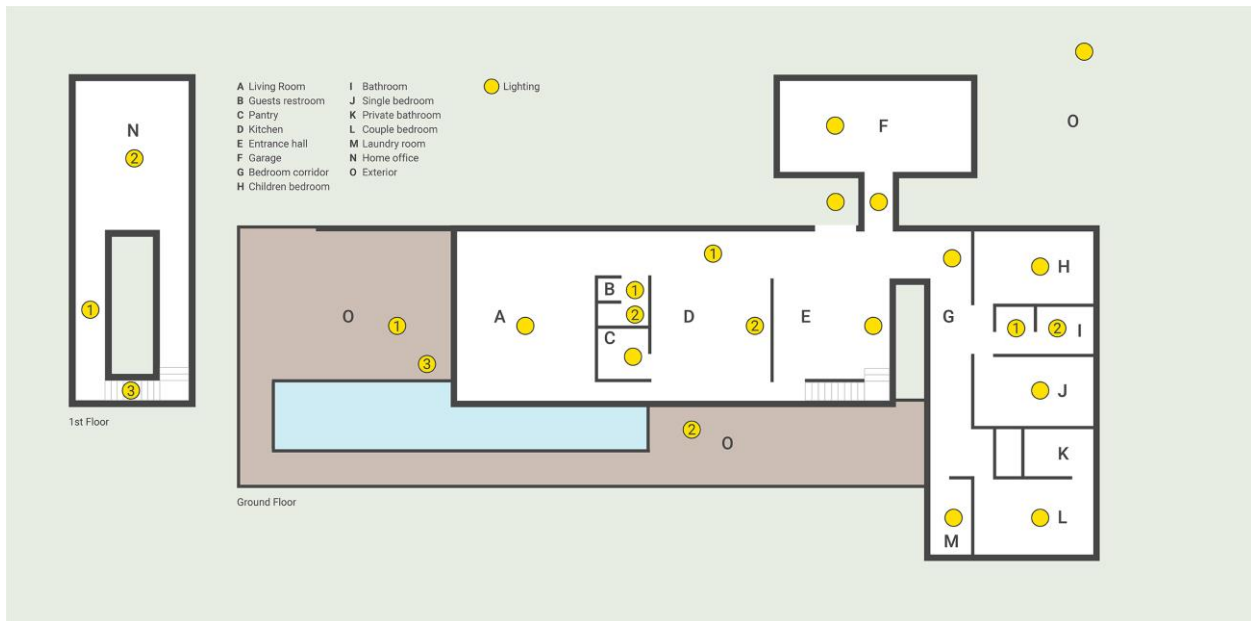 A Living Room
B Guests restroom
C Pantry
D Kitchen
E Entrance hall
F Garage
G Bedroom corridor
H Children bedroom
I Bathroom
J Single bedroom
K Private bathroom
L Couple bedroom
M Laundry room
N Home office
O Exterior
Lighting
N
2
1
3
1st Floor
F
O
1
H
B 1
2
O 1
A
D 2
E
G
1 2 I
C
3
J
2
O
K
L
M
Ground Floor